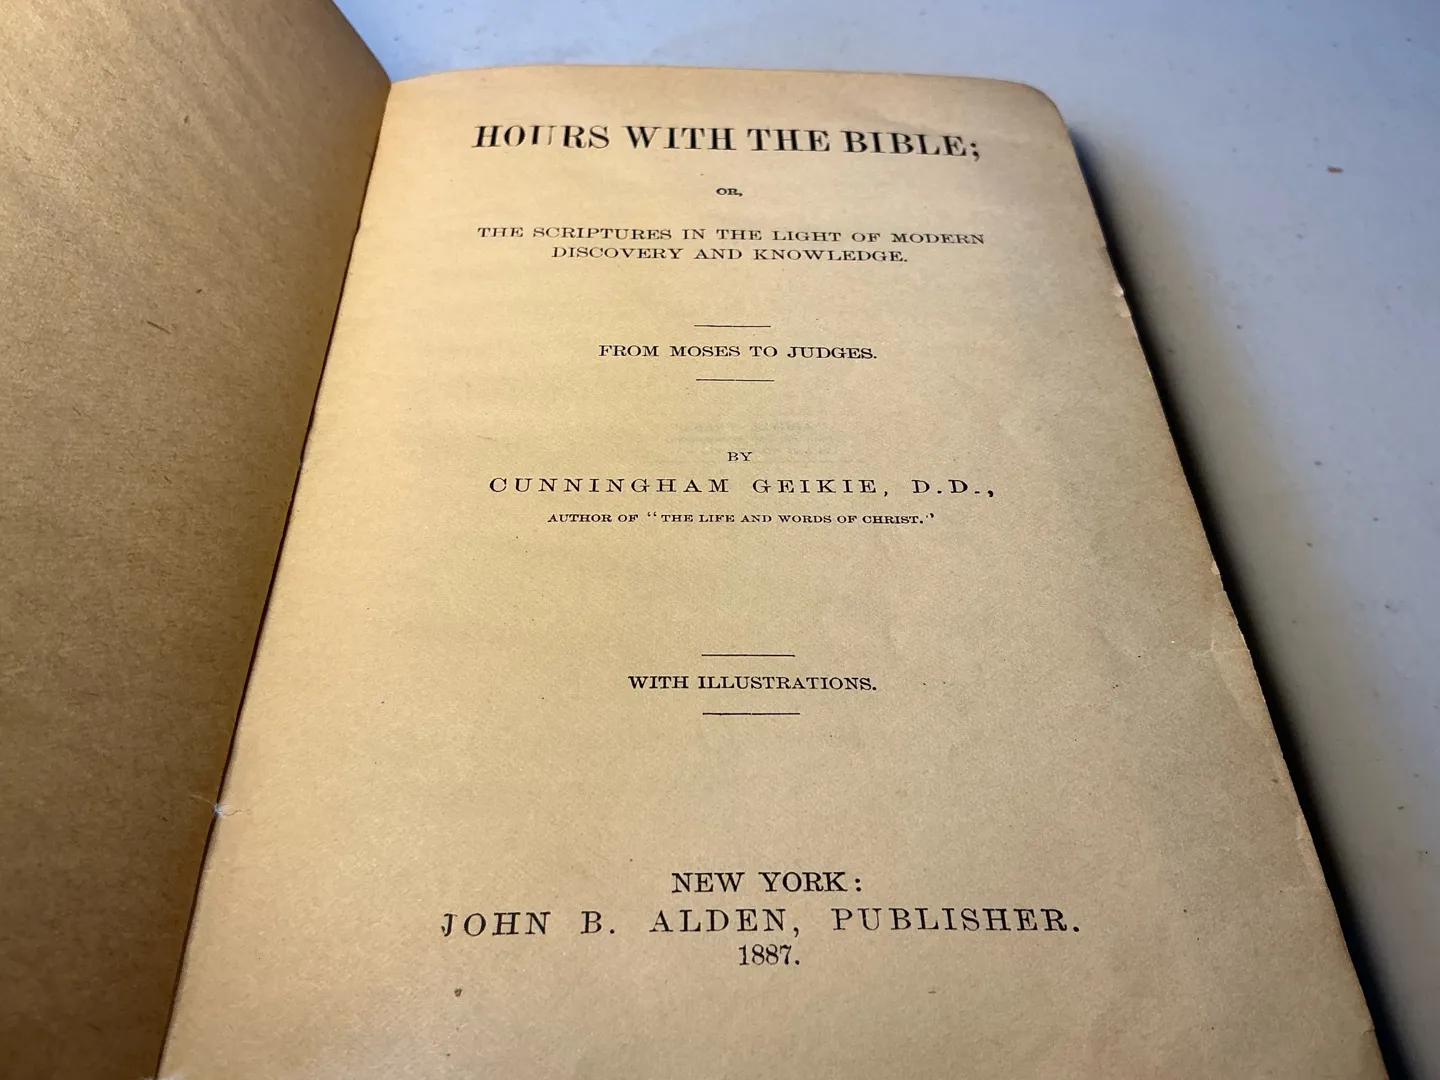 HOURS WITH THE BIBLE;
OR,
THE SCRIPTURES IN THE LIGHT OF MODERN
DISCOVERY AND KNOWLEDGE.
FROM MOSES TO JUDGES.
BY
CUNNINGHAM GEIKIE, D.D.,
AUTHOR OF "THE LIFE AND WORDS OF CHRIST."
WITH ILLUSTRATIONS.
NEW YORK:
JOHN B. ALDEN, PUBLISHER.
1887.